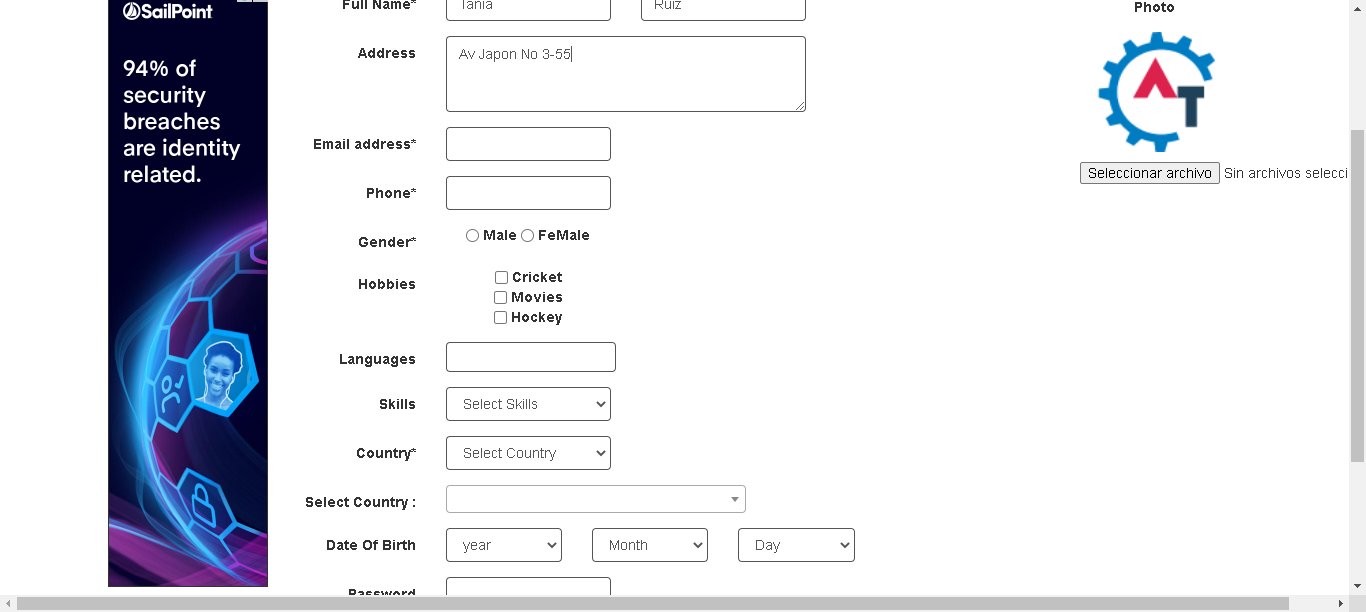 SailPoint
94% of
security
breaches
are identity
related.
Full Name*
Tania
Ruiz
Address
Av Japon No 3-55
Email address*
Phone*
Gender*
Male FeMale
Hobbies
Cricket
Movies
Hockey
Languages
Skills
Select Skills
Country*
Select Country
Select Country :
Date Of Birth
year
Month
Day
Password
Photo
AT
Seleccionar archivo Sin archivos selecci